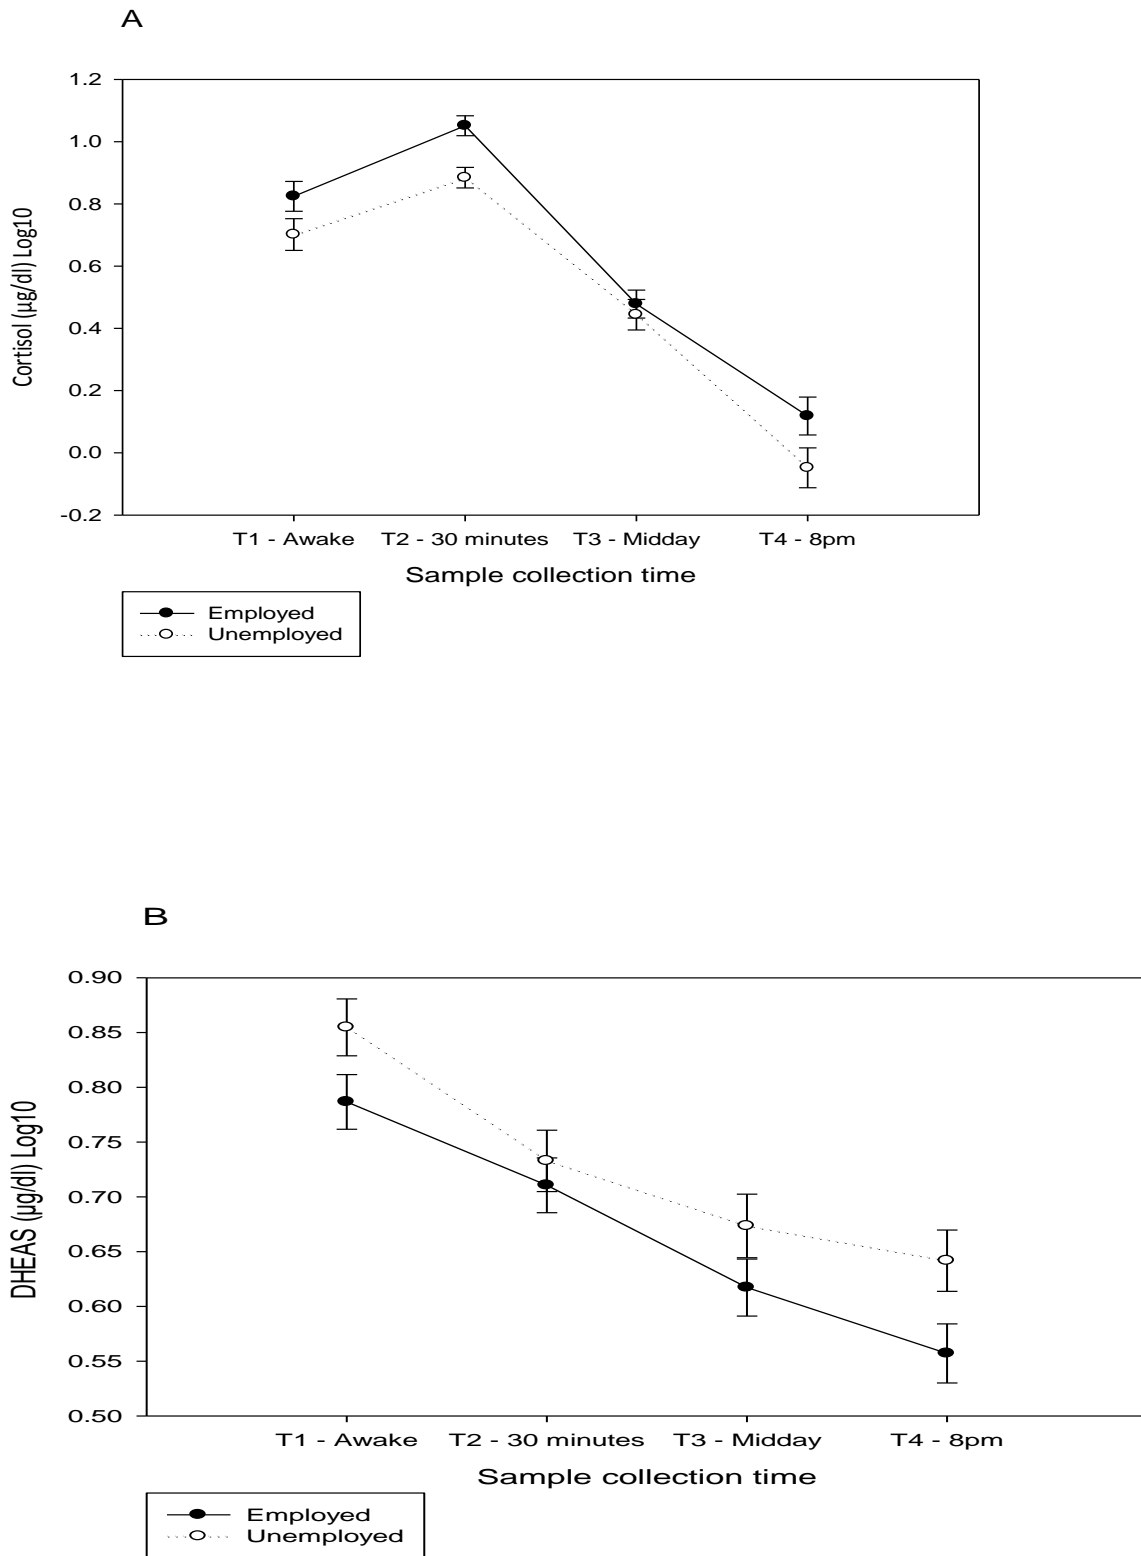 A
1.2
1.0
0.8
0.6
0.4
0.2
0.0
-0.2
Cortisol (µg/dl) Log10
T1 - Awake T2 - 30 minutes T3 - Midday T4 - 8pm
Sample collection time
Employed
Unemployed
B
0.90
0.85
0.80
0.75
0.70
0.65
0.60
0.55
0.50
DHEAS (µg/dl) Log10
T1 - Awake T2 - 30 minutes T3 - Midday T4 - 8pm
Sample collection time
Employed
Unemployed